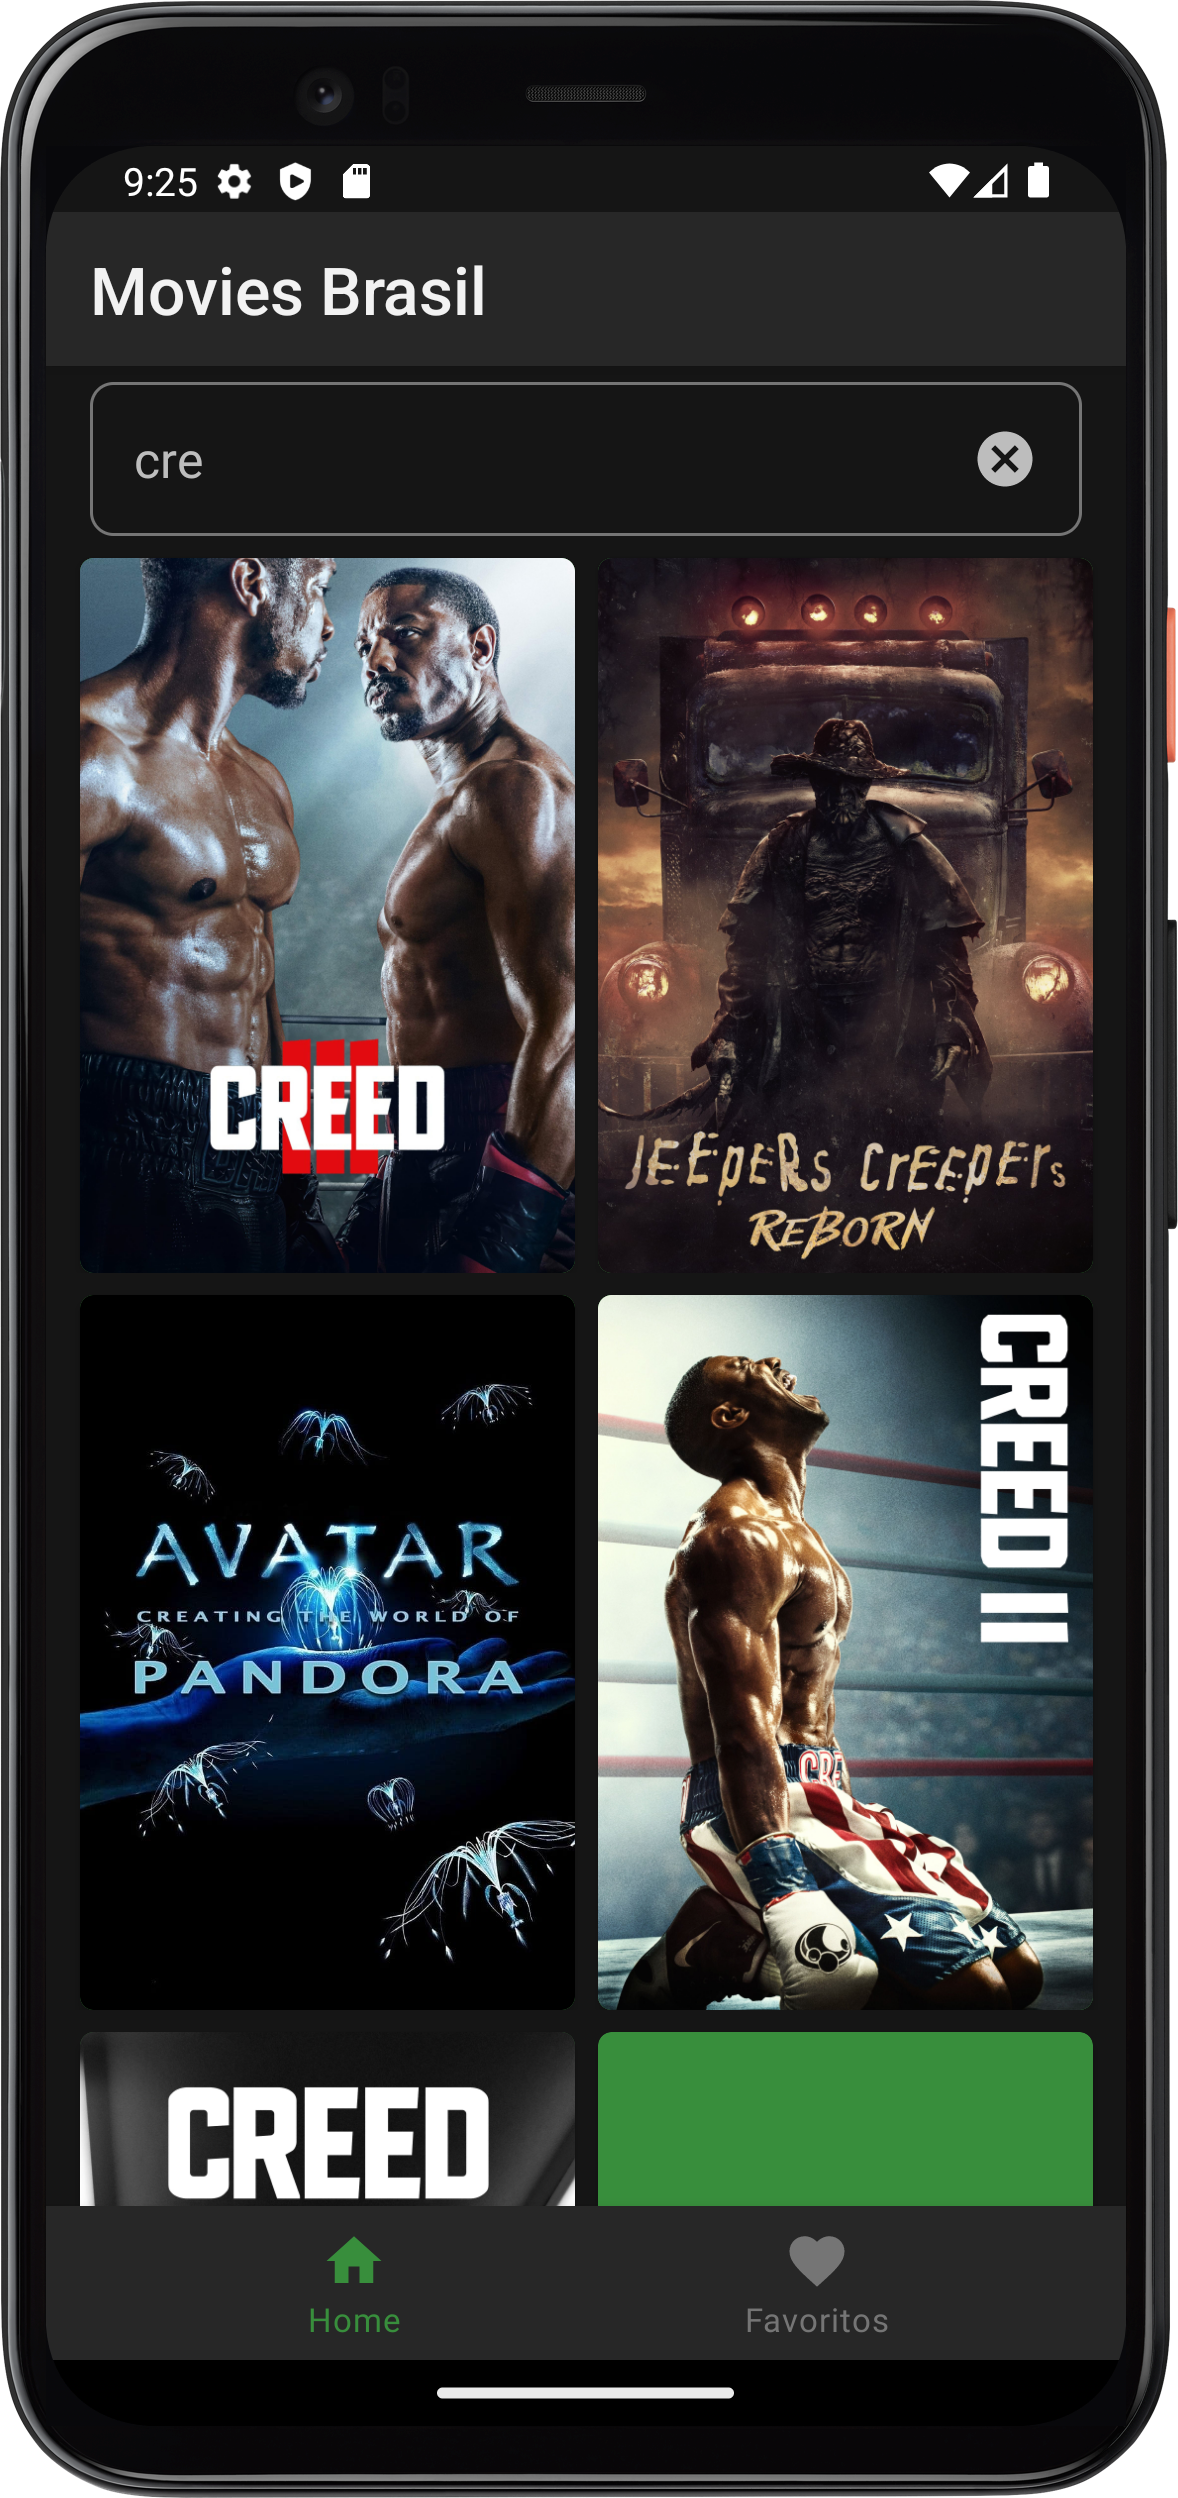 9:25
Movies Brasil
cre
CREED
III
JEEPERS CREEPERS
REBORN
AVATAR
CREATING THE WORLD OF
PANDORA
CREED II
CRE
CREED
Home
Favoritos